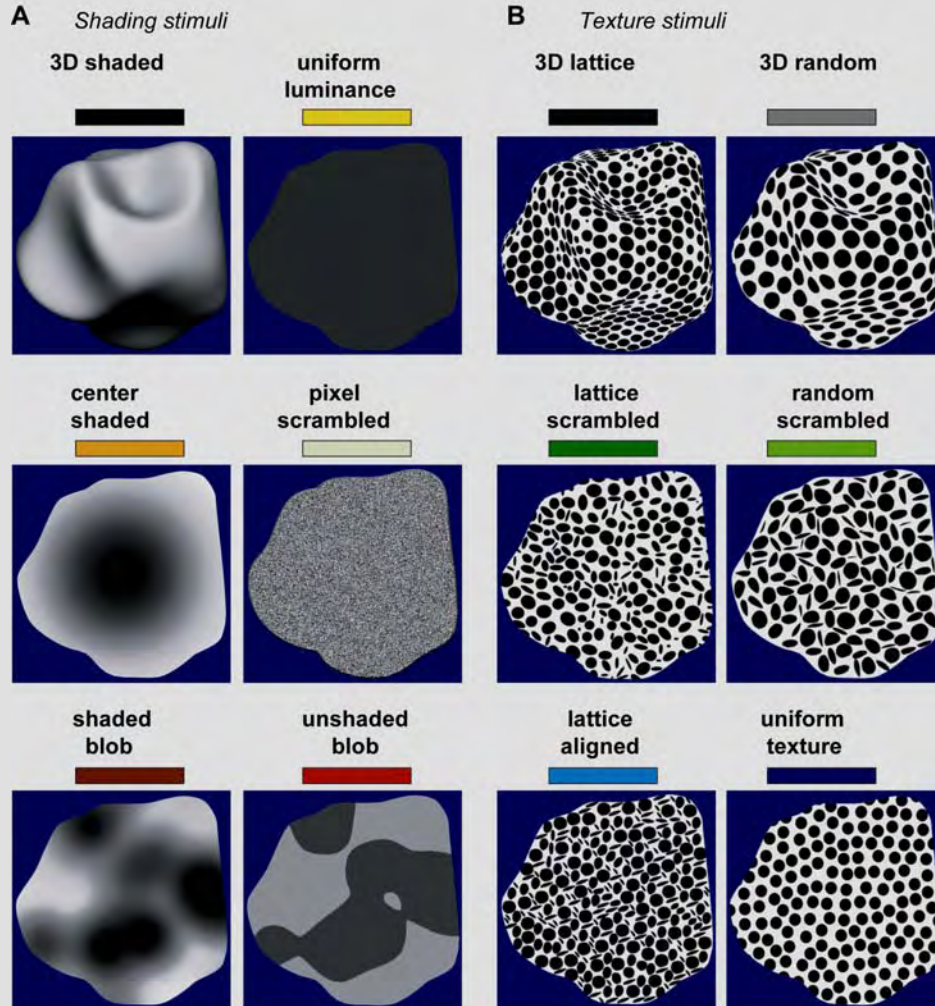 A Shading stimuli
3D shaded
uniform
luminance
center
shaded
pixel
scrambled
shaded
blob
unshaded
blob
B Texture stimuli
3D lattice
3D random
lattice
scrambled
random
scrambled
lattice
aligned
uniform
texture